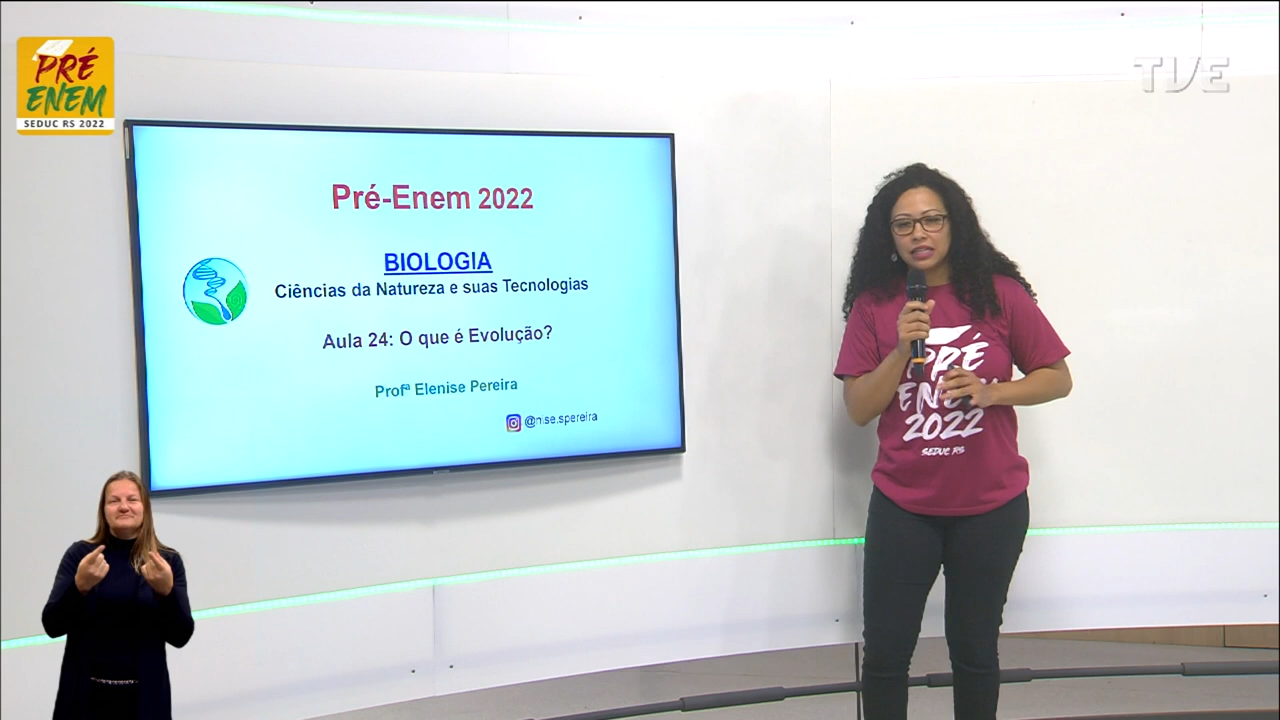 PRÉ
ENEM
SEDUC RS 2022
TVE
Pré-Enem 2022
BIOLOGIA
Ciências da Natureza e suas Tecnologias
Aula 24: O que é Evolução?
Profª Elenise Pereira
@nise.spereira
PRÉ
ENEM
2022
SEDUC RS